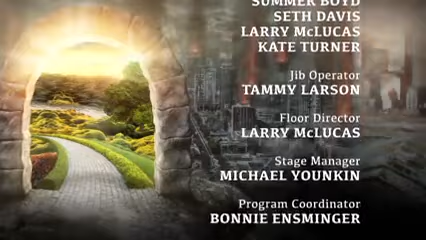 SUMMER BOYD
SETH DAVIS
LARRY McLUCAS
KATE TURNER
Jib Operator
TAMMY LARSON
Floor Director
LARRY McLUCAS
Stage Manager
MICHAEL YOUNKIN
Program Coordinator
BONNIE ENSMINGER